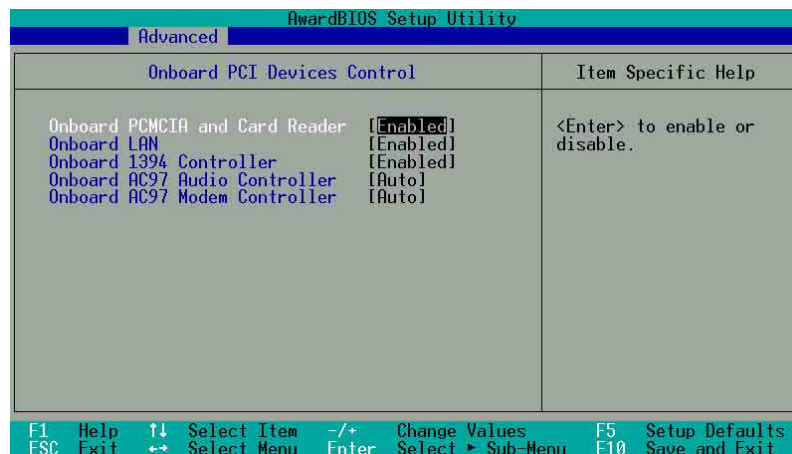 AwardBIOS Setup Utility
Advanced
Onboard PCI Devices Control
Item Specific Help
Onboard PCMCIA and Card Reader [Enabled]
Onboard LAN [Enabled]
Onboard 1394 Controller [Enabled]
Onboard AC97 Audio Controller [Auto]
Onboard AC97 Modem Controller [Auto]
<Enter> to enable or
disable.
F1 Help ↑↓ Select Item -/+ Change Values F5 Setup Defaults
ESC Exit ←→ Select Menu Enter Select ► Sub-Menu F10 Save and Exit